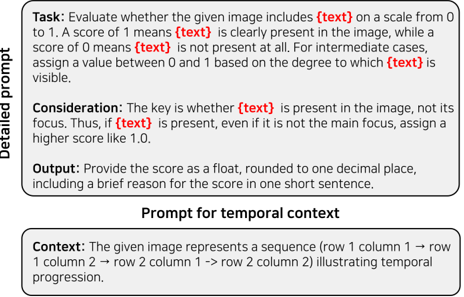 Detailed prompt
Task: Evaluate whether the given image includes {text} on a scale from 0
to 1. A score of 1 means {text} is clearly present in the image, while a
score of 0 means {text} is not present at all. For intermediate cases,
assign a value between 0 and 1 based on the degree to which {text} is
visible.
Consideration: The key is whether {text} is present in the image, not its
focus. Thus, if {text} is present, even if it is not the main focus, assign a
higher score like 1.0.
Output: Provide the score as a float, rounded to one decimal place,
including a brief reason for the score in one short sentence.
Prompt for temporal context
Context: The given image represents a sequence (row 1 column 1 → row
1 column 2 → row 2 column 1 -> row 2 column 2) illustrating temporal
progression.